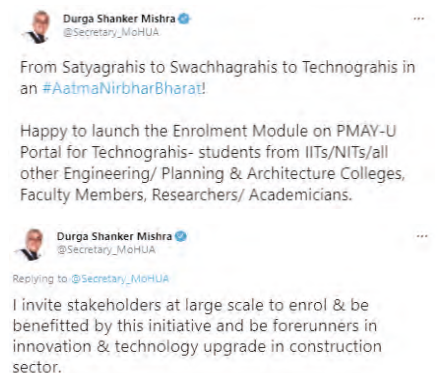 Durga Shanker Mishra
@Secretary_MoHUA
From Satyagrahis to Swachhagrahis to Technograhis in
an #AatmaNirbharBharat!
Happy to launch the Enrolment Module on PMAY-U
Portal for Technograhis- students from IITs/NITs/all
other Engineering/ Planning & Architecture Colleges,
Faculty Members, Researchers/ Academicians.
Durga Shanker Mishra
@Secretary_MoHUA
Replying to @Secretary_MoHUA
I invite stakeholders at large scale to enrol & be
benefitted by this initiative and be forerunners in
innovation & technology upgrade in construction
sector.